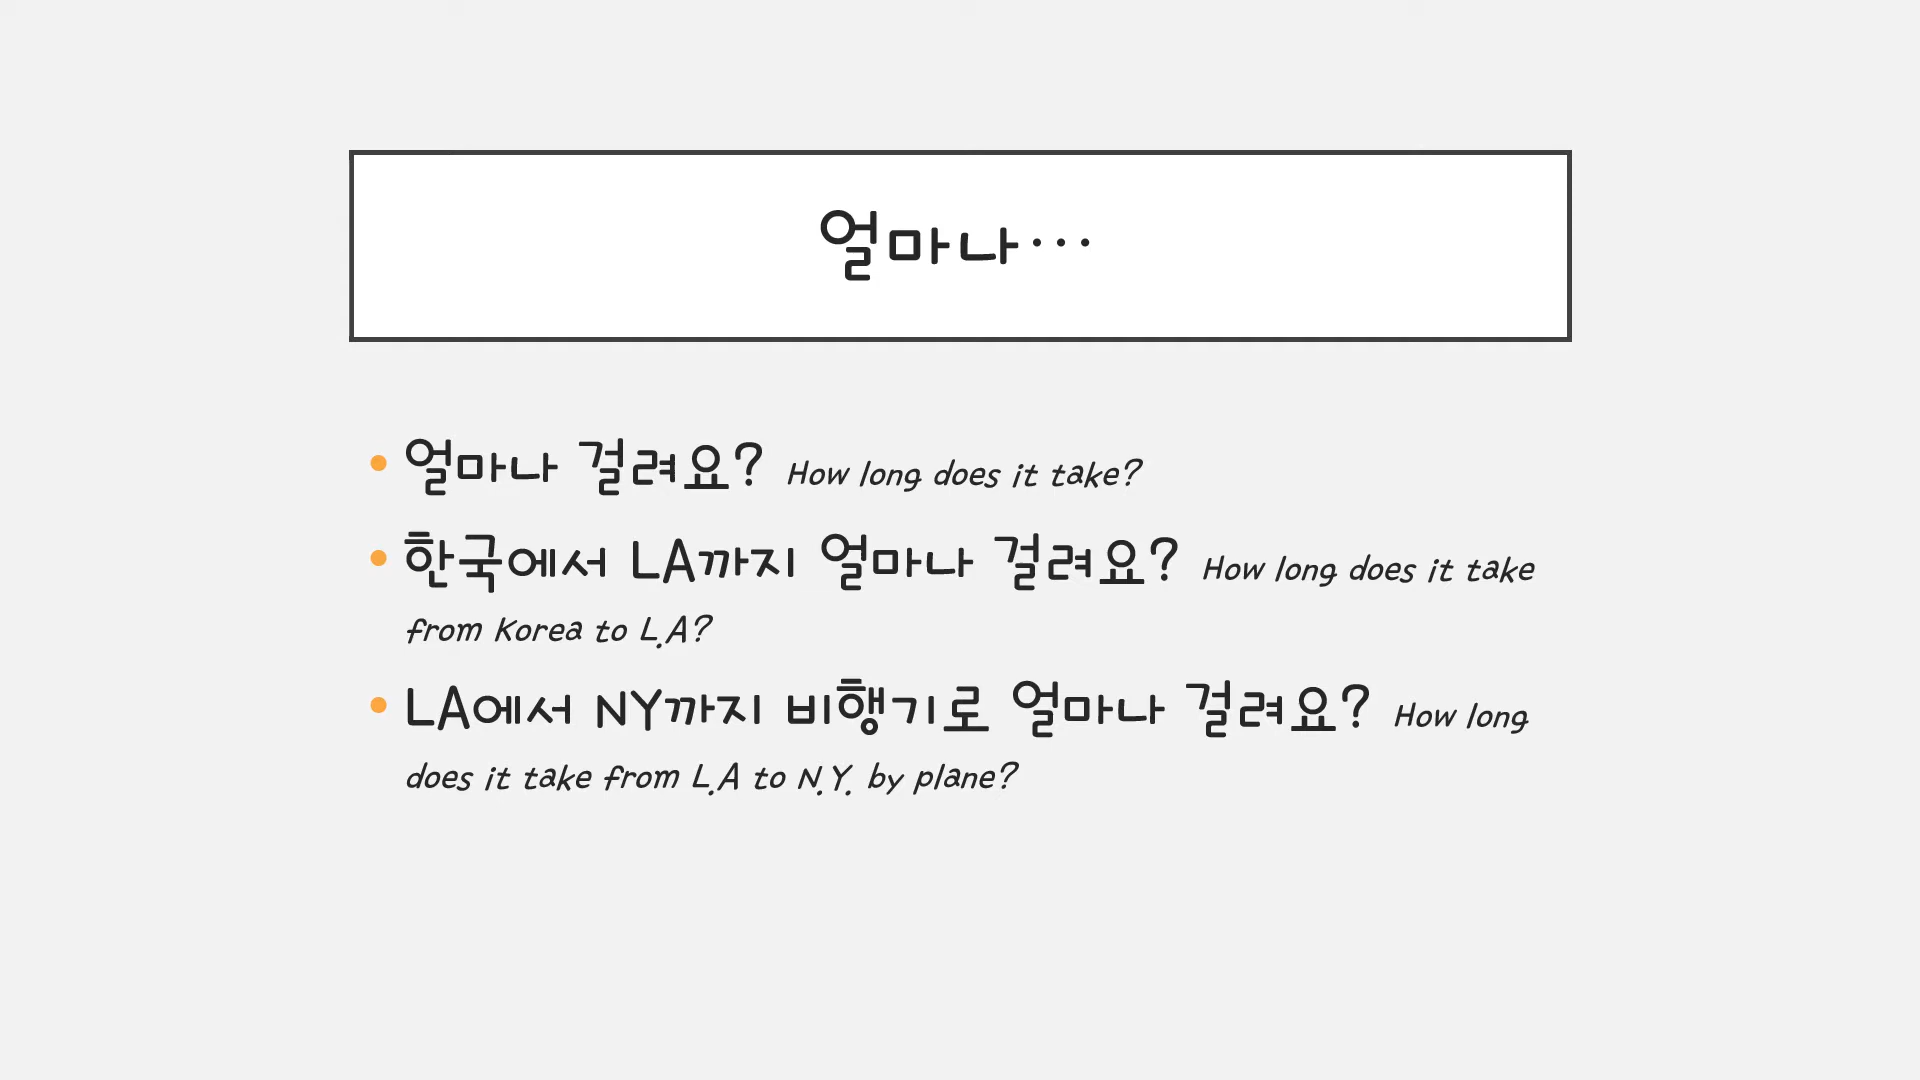 얼마나…
• 얼마나 걸려요? How long does it take?
• 한국에서 LA까지 얼마나 걸려요? How long does it take
from Korea to L.A?
• LA에서 NY까지 비행기로 얼마나 걸려요? How long
does it take from L.A to N.Y. by plane?